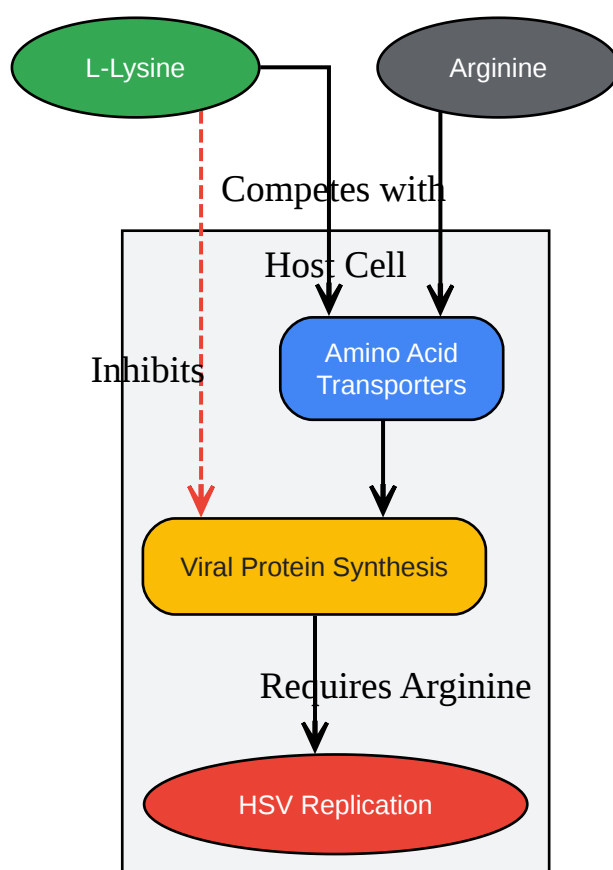 L-Lysine
Arginine
Competes with
Host Cell
Amino Acid
Transporters
Inhibits
Viral Protein Synthesis
Requires Arginine
HSV Replication